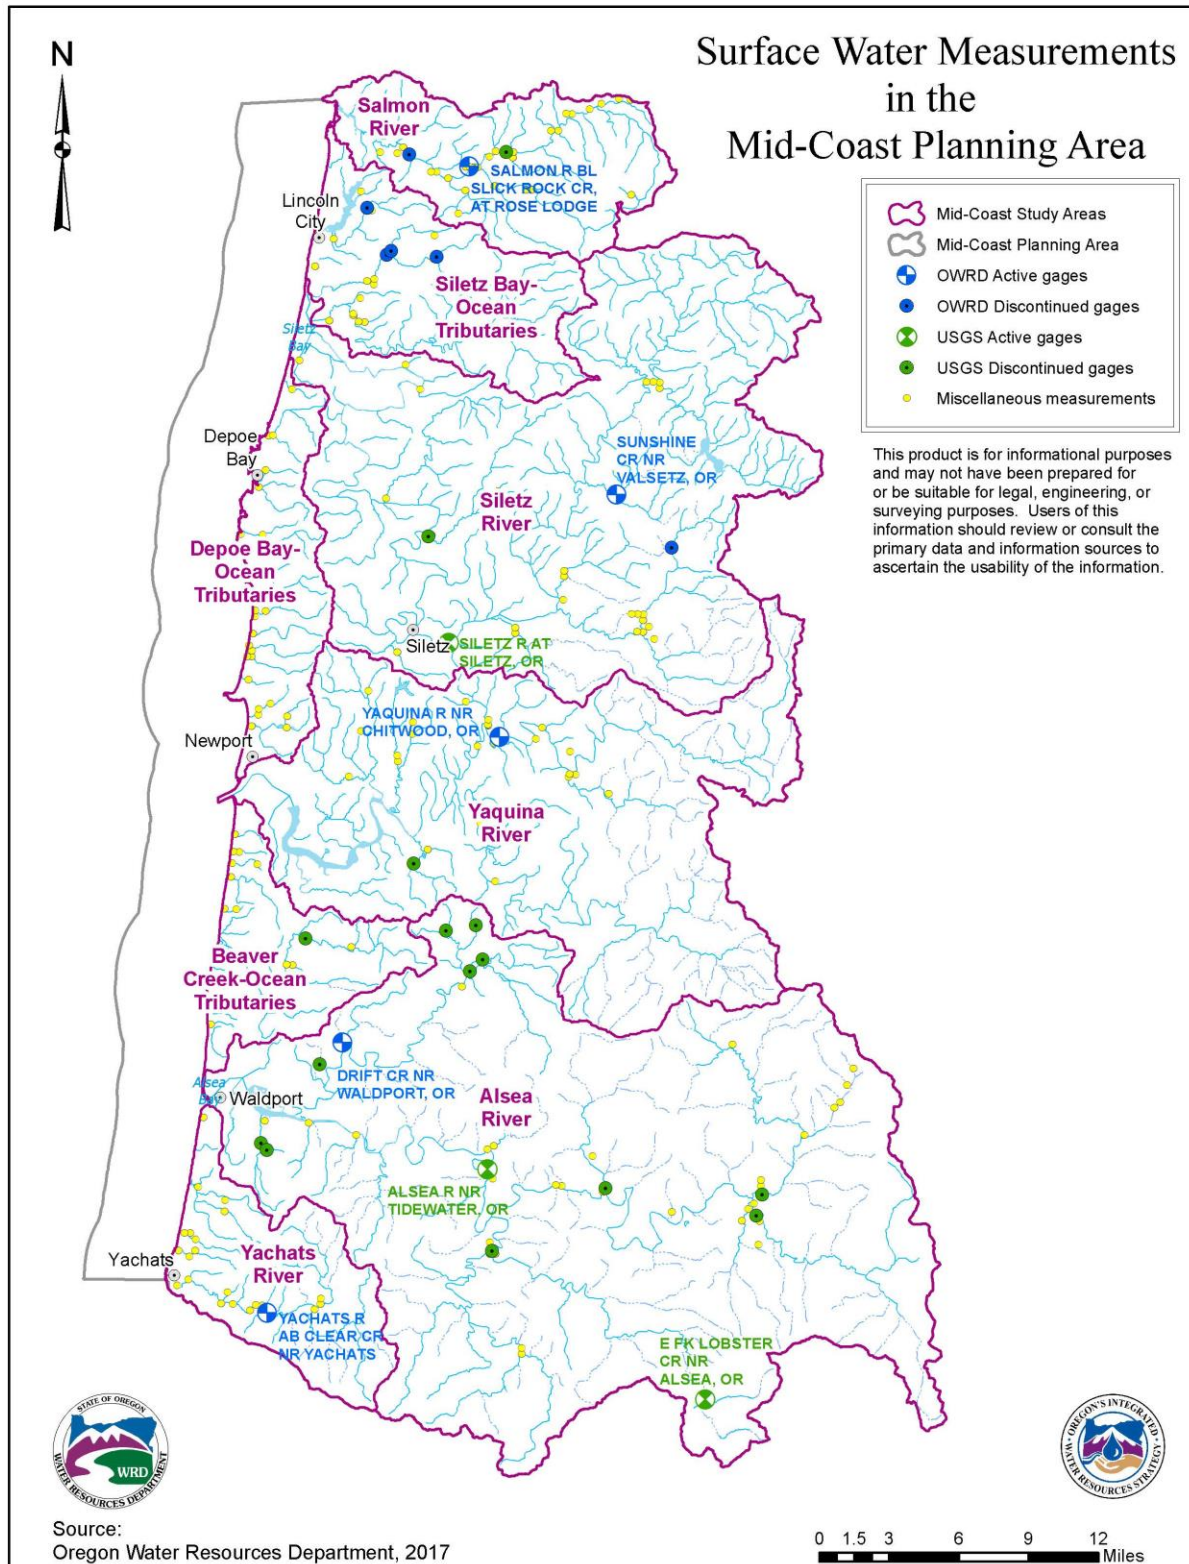 Surface Water Measurements
in the
Mid-Coast Planning Area
N
Mid-Coast Study Areas
Mid-Coast Planning Area
OWRD Active gages
OWRD Discontinued gages
USGS Active gages
USGS Discontinued gages
Miscellaneous measurements
This product is for informational purposes
and may not have been prepared for
or be suitable for legal, engineering, or
surveying purposes. Users of this
information should review or consult the
primary data and information sources to
ascertain the usability of the information.
Salmon
River
SALMON R BL
SLICK ROCK CR,
AT ROSE LODGE
Lincoln
City
Siletz Bay-
Ocean
Tributaries
Siletz
Bay
Depoe
Bay
SUNSHINE
CR NR
VALSETZ, OR
Siletz
River
Depoe Bay-
Ocean
Tributaries
Siletz
SILETZ R AT
SILETZ, OR
YAQUINA R NR
CHITWOOD, OR
Newport
Yaquina
River
Beaver
Creek-Ocean
Tributaries
DRIFT CR NR
WALDPORT, OR
Alsea
Bay
Waldport
Alsea
River
ALSEA R NR
TIDEWATER, OR
Yachats
Yachats
River
YACHATS R
AB CLEAR CR
NR YACHATS
E FK LOBSTER
CR NR
ALSEA, OR
STATE OF OREGON
WRD
WATER RESOURCES DEPARTMENT
OREGON'S INTEGRATED
WATER RESOURCES STRATEGY
Source:
Oregon Water Resources Department, 2017
0 1.5 3 6 9 12
Miles